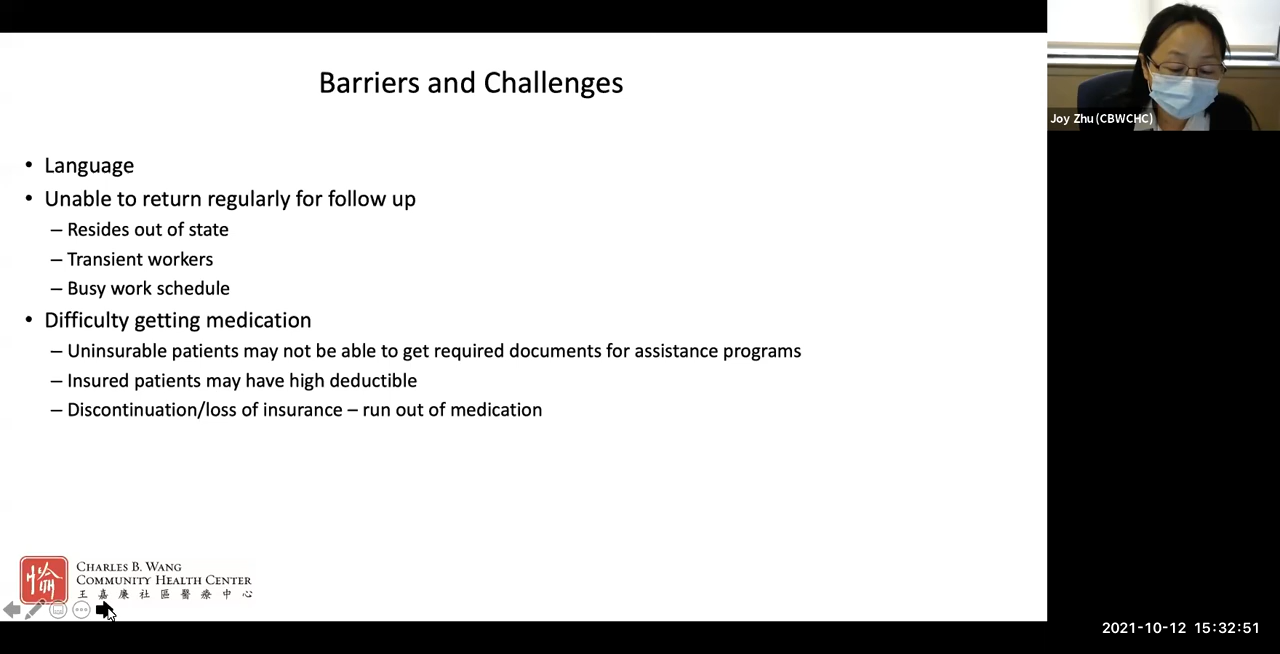 Barriers and Challenges
Joy Zhu (CBWCHC)
• Language
• Unable to return regularly for follow up
– Resides out of state
– Transient workers
– Busy work schedule
• Difficulty getting medication
– Uninsurable patients may not be able to get required documents for assistance programs
– Insured patients may have high deductible
– Discontinuation/loss of insurance – run out of medication
CHARLES B. WANG
COMMUNITY HEALTH CENTER
王嘉廉社區醫療中心
2021-10-12 15:32:51